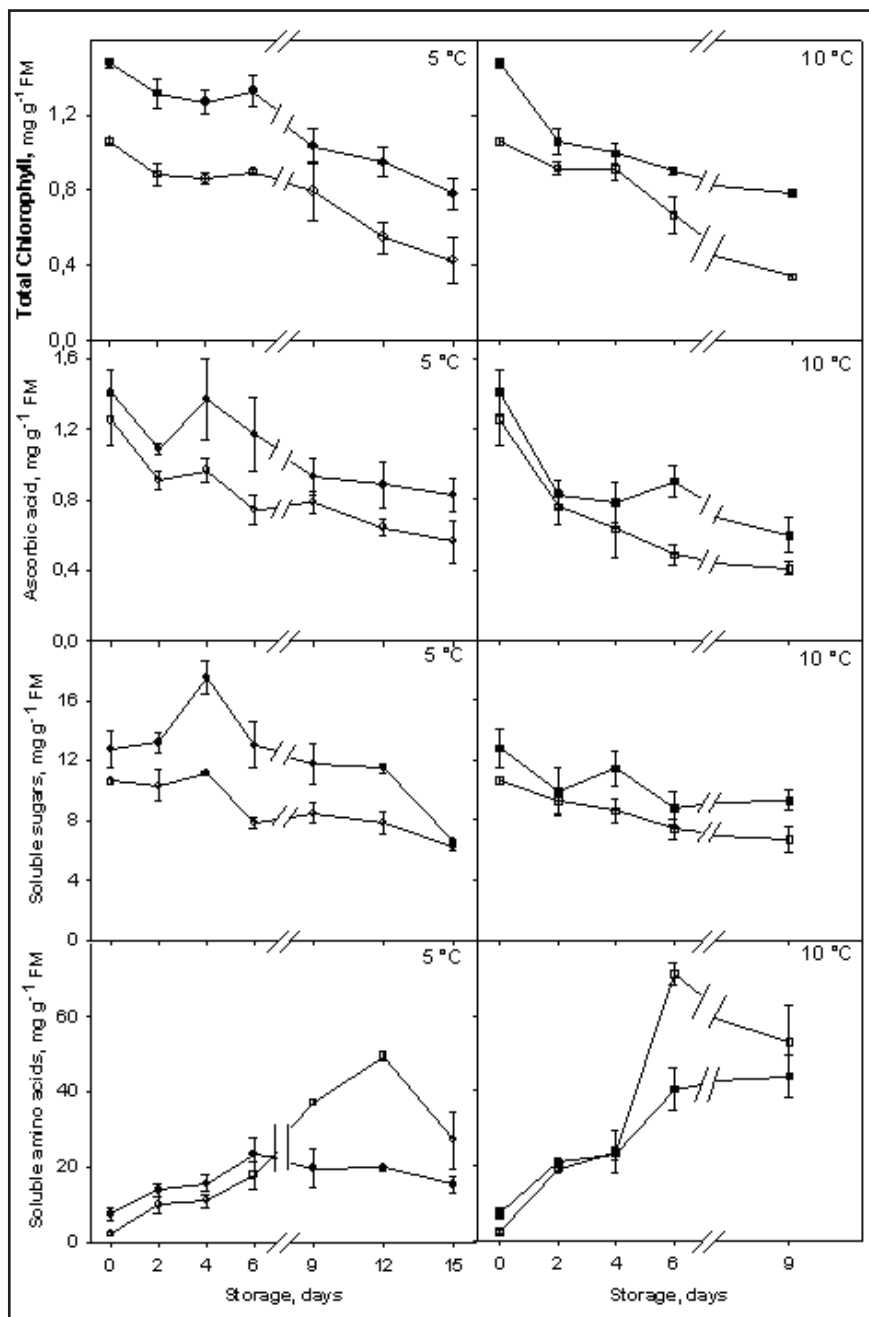 5 °C
10 °C
Total Chlorophyll, mg g⁻¹ FM
1,2
0,8
0,4
0,0
5 °C
10 °C
Ascorbic acid, mg g⁻¹ FM
1,6
1,2
0,8
0,4
0,0
5 °C
10 °C
Soluble sugars, mg g⁻¹ FM
16
12
8
4
0
5 °C
10 °C
Soluble amino acids, mg g⁻¹ FM
60
40
20
0
0 2 4 6 9 12 15
0 2 4 6 9
Storage, days
Storage, days